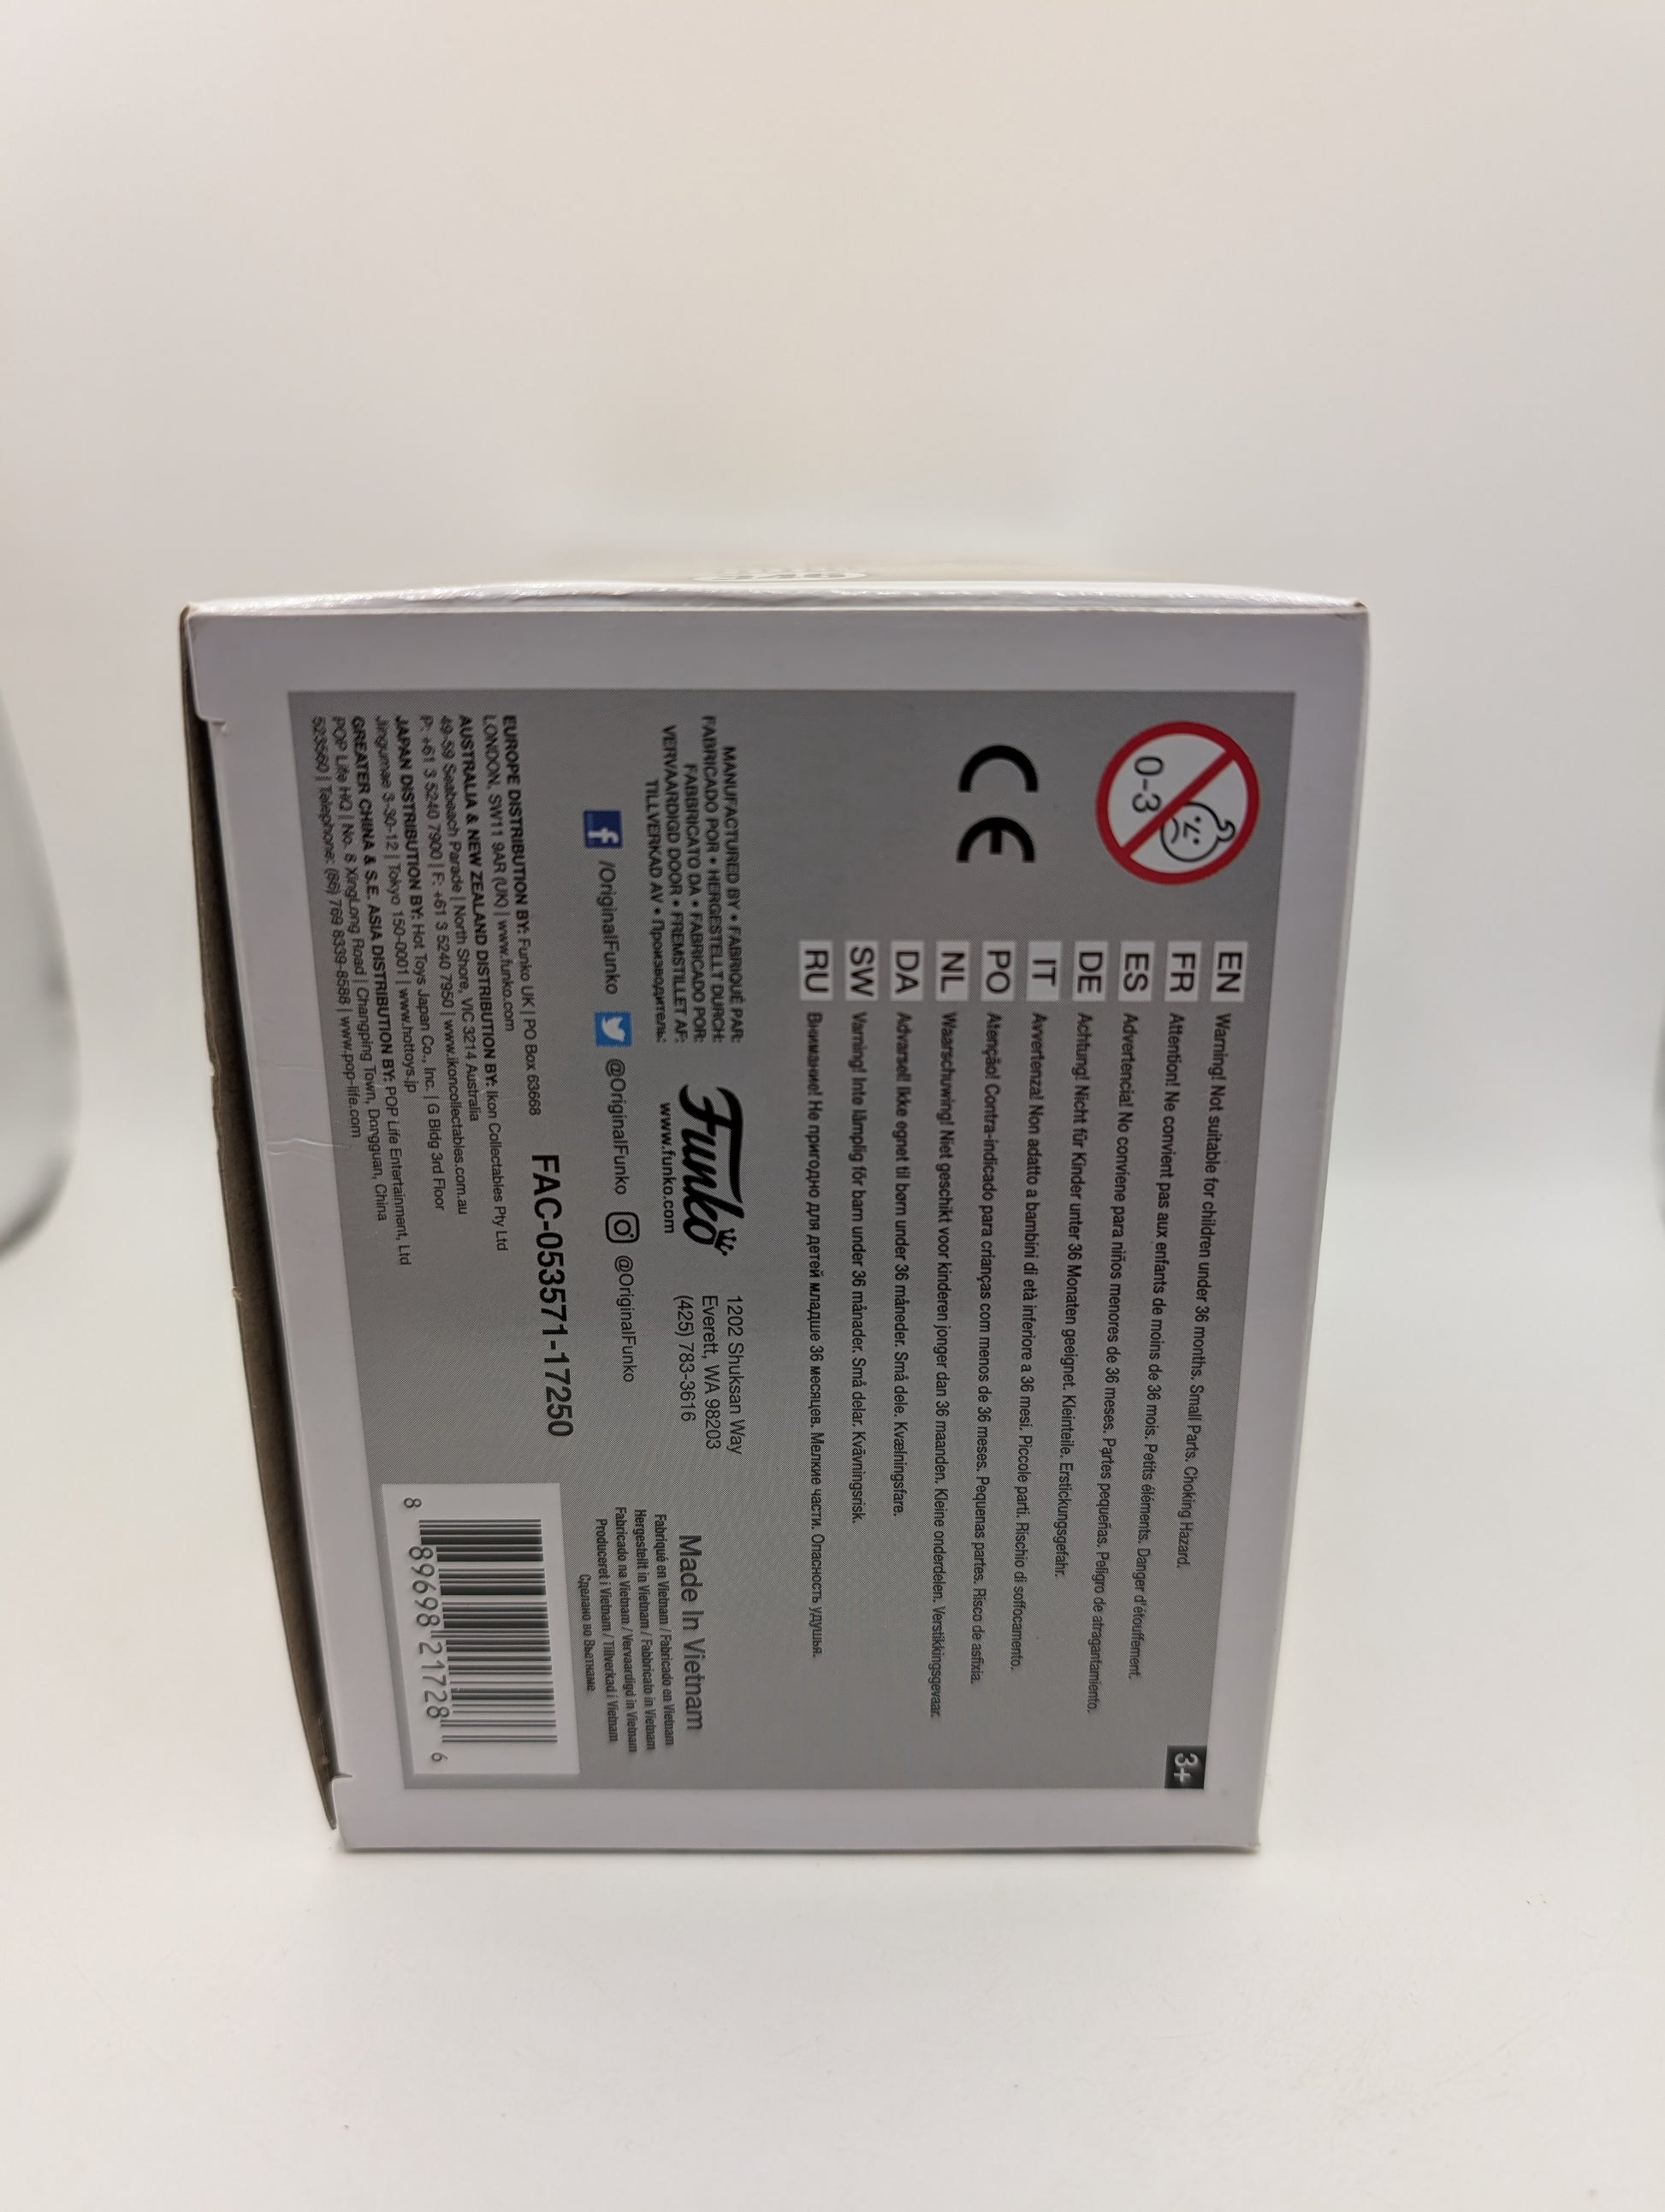 0-3
CE
EN Warning! Not suitable for children under 36 months. Small Parts. Choking Hazard.
FR Attention! Ne convient pas aux enfants de moins de 36 mois. Petits éléments. Danger d'étouffement.
ES Advertencia! No conviene para niños menores de 36 meses. Partes pequeñas. Peligro de atragantamiento.
DE Achtung! Nicht für Kinder unter 36 Monaten geeignet. Kleinteile. Erstickungsgefahr.
IT Avvertenza! Non adatto a bambini di età inferiore a 36 mesi. Piccole parti. Rischio di soffocamento.
PO Atenção! Contra-indicado para crianças com menos de 36 meses. Pequenas partes. Risco de asfixia.
NL Waarschuwing! Niet geschikt voor kinderen jonger dan 36 maanden. Kleine onderdelen. Verstikkingsgevaar.
DA Advarsel! Ikke egnet til børn under 36 måneder. Små dele. Kvælningsfare.
SW Varning! Inte lämplig för barn under 36 månader. Små delar. Kvävningsrisk.
RU Внимание! Не пригодно для детей младше 36 месяцев. Мелкие части. Опасность удушья.
3+
MANUFACTURED BY • FABRIQUÉ PAR:
FABRICADO POR • HERGESTELLT DURCH:
FABBRICATO DA • FABRICADO POR:
VERVAARDIGD DOOR • FREMSTILLET AF:
TILLVERKAD AV • Производитель:
Funko
www.funko.com
1202 Shuksan Way
Everett, WA 98203
(425) 783-3616
Made In Vietnam
Fabriqué en Vietnam / Fabricado en Vietnam
Hergestellt in Vietnam / Fabbricato in Vietnam
Fabricado na Vietnam / Vervaardigd in Vietnam
Produceret i Vietnam / Tillverkad i Vietnam
Сделано во Вьетнаме
/OriginalFunko @OriginalFunko @OriginalFunko
FAC-053571-17250
EUROPE DISTRIBUTION BY: Funko UK | PO Box 63668
LONDON, SW11 9AR (UK) | www.funko.com
AUSTRALIA & NEW ZEALAND DISTRIBUTION BY: Ikon Collectables Pty Ltd
49-59 Seabeach Parade | North Shore, VIC 3214 Australia
P: +61 3 5240 7900 | F: +61 3 5240 7950 | www.ikoncollectables.com.au
JAPAN DISTRIBUTION BY: Hot Toys Japan Co., Inc. | G Bldg 3rd Floor
Jingumae 3-30-12 | Tokyo 150-0001 | www.hottoys.jp
GREATER CHINA & S.E. ASIA DISTRIBUTION BY: POP Life Entertainment, Ltd
POP Life HQ | No. 8 XingLong Road | Changping Town, Dongguan, China
523560 | Telephone: (86) 769 8339-8588 | www.pop-life.com
8 89698 21728 6